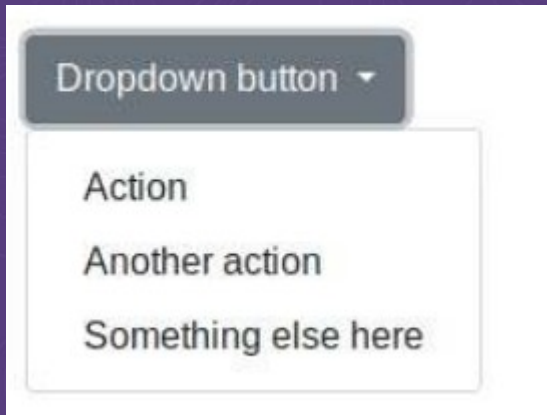 Dropdown button
Action
Another action
Something else here